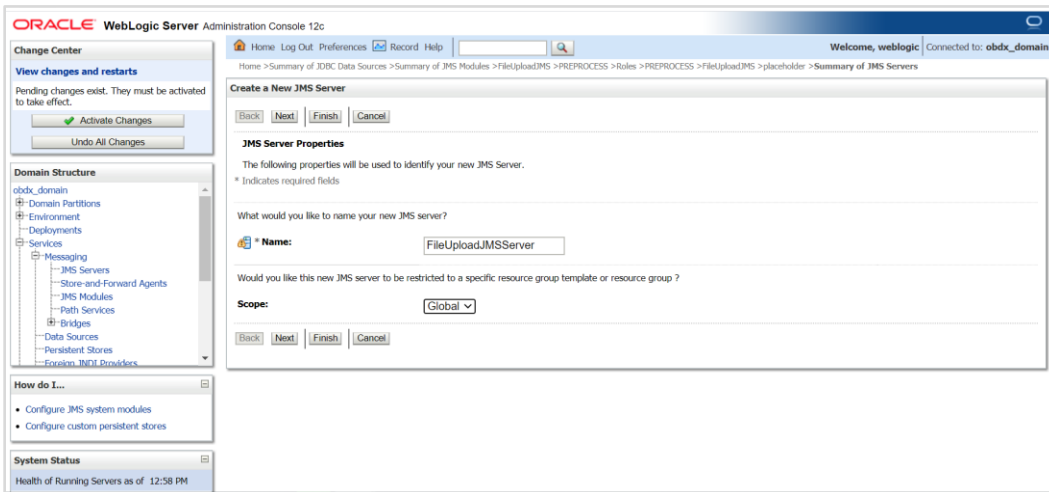 ORACLE WebLogic Server Administration Console 12c
Change Center
View changes and restarts
Pending changes exist. They must be activated
to take effect.
Activate Changes
Undo All Changes
Domain Structure
obdx_domain
Domain Partitions
Environment
Deployments
Services
Messaging
JMS Servers
Store-and-Forward Agents
JMS Modules
Path Services
Bridges
Data Sources
Persistent Stores
Foreign JNDI Providers
How do I...
Configure JMS system modules
Configure custom persistent stores
System Status
Health of Running Servers as of 12:58 PM
Home Log Out Preferences Record Help
Welcome, weblogic Connected to: obdx_domain
Home >Summary of JDBC Data Sources >Summary of JMS Modules >FileUploadJMS >PREPROCESS >Roles >PREPROCESS >FileUploadJMS >placeholder >Summary of JMS Servers
Create a New JMS Server
Back Next Finish Cancel
JMS Server Properties
The following properties will be used to identify your new JMS Server.
* Indicates required fields
What would you like to name your new JMS server?
* Name: FileUploadJMSServer
Would you like this new JMS server to be restricted to a specific resource group template or resource group ?
Scope: Global
Back Next Finish Cancel